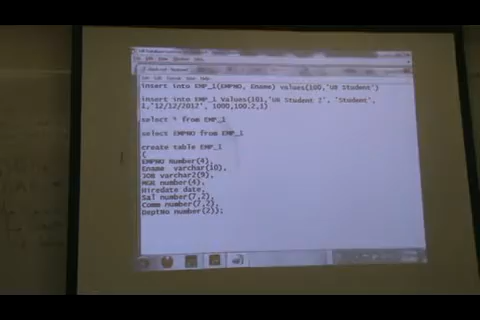 insert into EMP_1(EMPNO, Ename) values(100,'UB Student')
insert into EMP_1 Values(101,'UB Student 2', 'Student',
1,'12/12/2012', 1000,100.2,1)
select * from EMP_1
select EMPNO from EMP_1
create table EMP_1
(
EMPNO Number(4),
Ename varchar(10),
JOB varchar2(9),
MGR number(4),
Hiredate date,
Sal number(7,2),
Comm number(7,2),
DeptNo number(2));